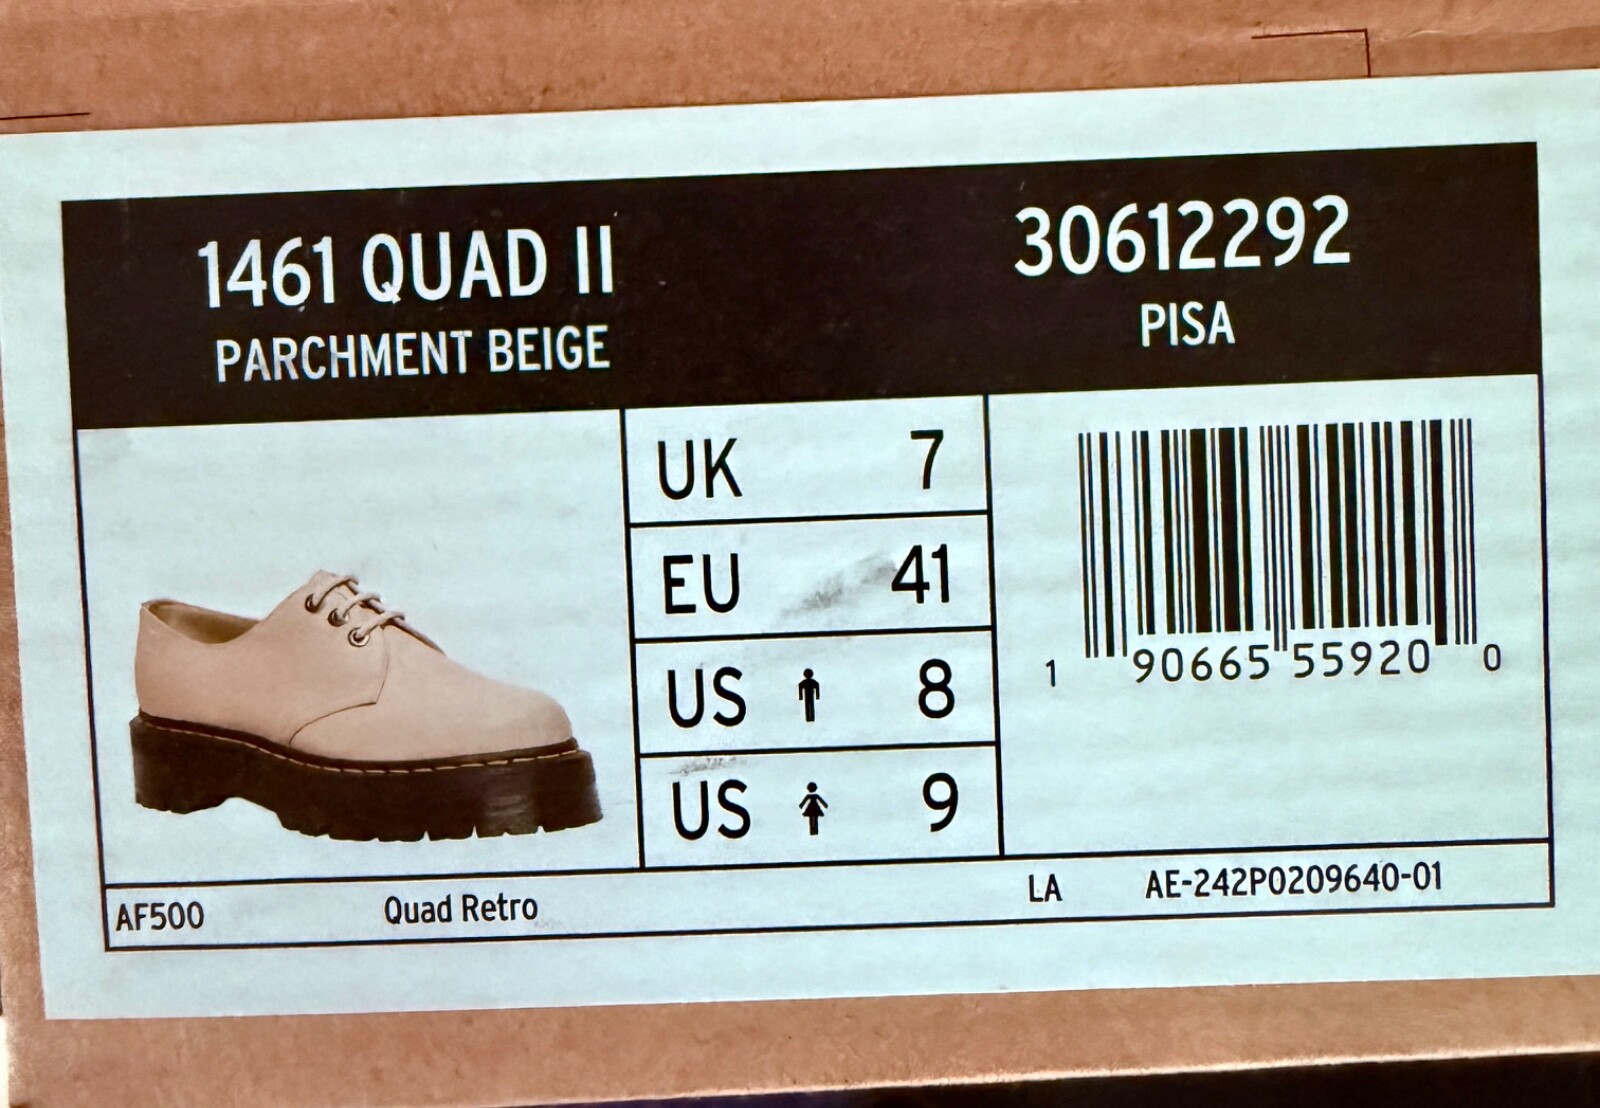 1461 QUAD II
PARCHMENT BEIGE
30612292
PISA
UK 7
EU 41
US 8
US 9
1 90665 55920 0
AF500 Quad Retro LA AE-242P0209640-01